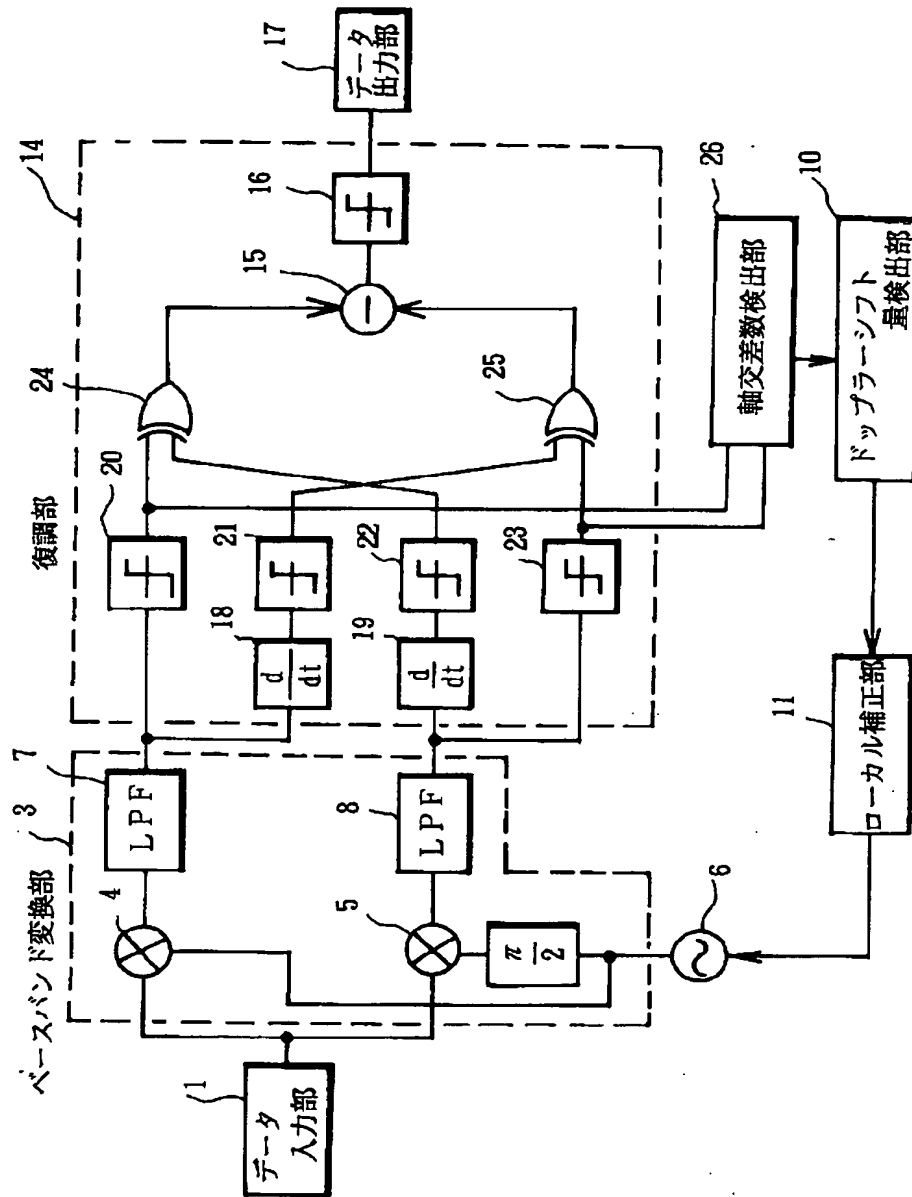 データ
入力部
1
ベースバンド変換部
3
4
5
π
2
6
LPF
7
LPF
8
復調部
14
18
d
dt
19
d
dt
20
21
22
23
24
25
15
16
17
データ
出力部
26
軸交差数検出部
10
ドップラーシフト
量検出部
11
ローカル補正部